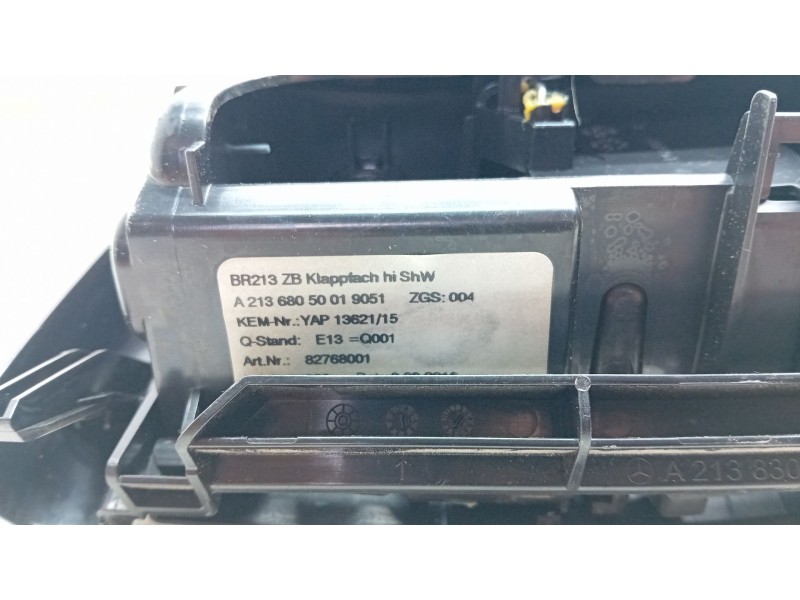 BR213 ZB Klappfach hi ShW
A 213 680 50 01 9051 ZGS: 004
KEM-Nr.: YAP 13621/15
Q-Stand: E13 =Q001
Art.Nr.: 82768001
A 213 830